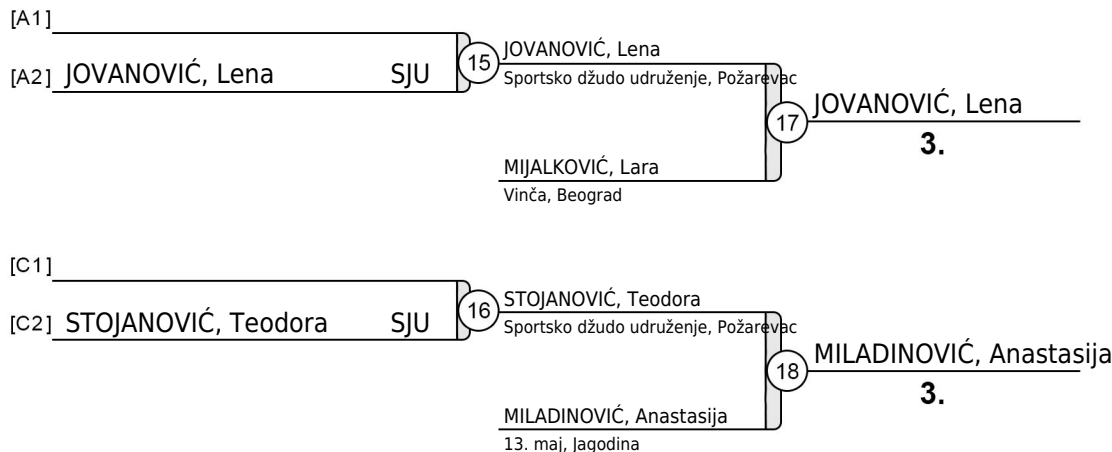 [A1]
[A2] JOVANOVIĆ, Lena SJU
15
JOVANOVIĆ, Lena
Sportsko džudo udruženje, Požarevac
17
JOVANOVIĆ, Lena
3.
MIJALKOVIĆ, Lara
Vinča, Beograd
[C1]
[C2] STOJANOVIĆ, Teodora SJU
16
STOJANOVIĆ, Teodora
Sportsko džudo udruženje, Požarevac
18
MILADINOVIĆ, Anastasija
3.
MILADINOVIĆ, Anastasija
13. maj, Jagodina